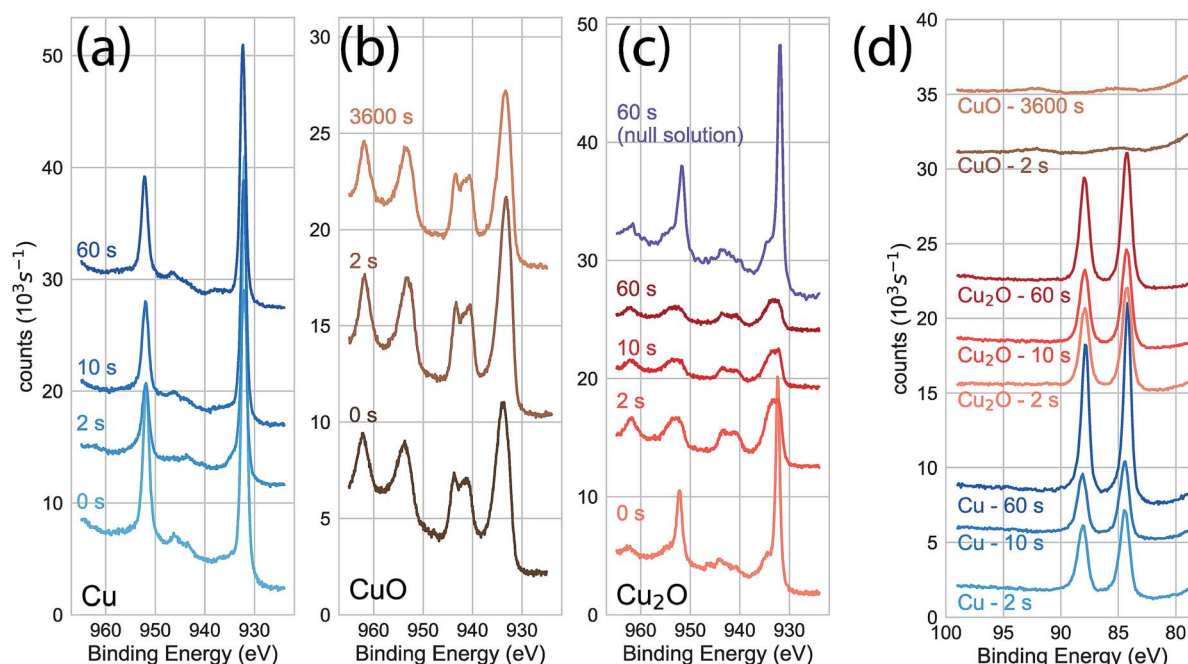 (a)
50
40
30
20
10
0
counts (10³s⁻¹)
60 s
10 s
2 s
0 s
Cu
960 950 940 930
Binding Energy (eV)
(b)
30
25
20
15
10
5
0
3600 s
2 s
0 s
CuO
960 950 940 930
Binding Energy (eV)
(c)
50
40
30
20
10
0
60 s
(null solution)
60 s
10 s
2 s
0 s
Cu₂O
960 950 940 930
Binding Energy (eV)
(d)
40
35
30
25
20
15
10
5
0
counts (10³s⁻¹)
CuO - 3600 s
CuO - 2 s
Cu₂O - 60 s
Cu₂O - 10 s
Cu₂O - 2 s
Cu - 60 s
Cu - 10 s
Cu - 2 s
100 95 90 85 80
Binding Energy (eV)